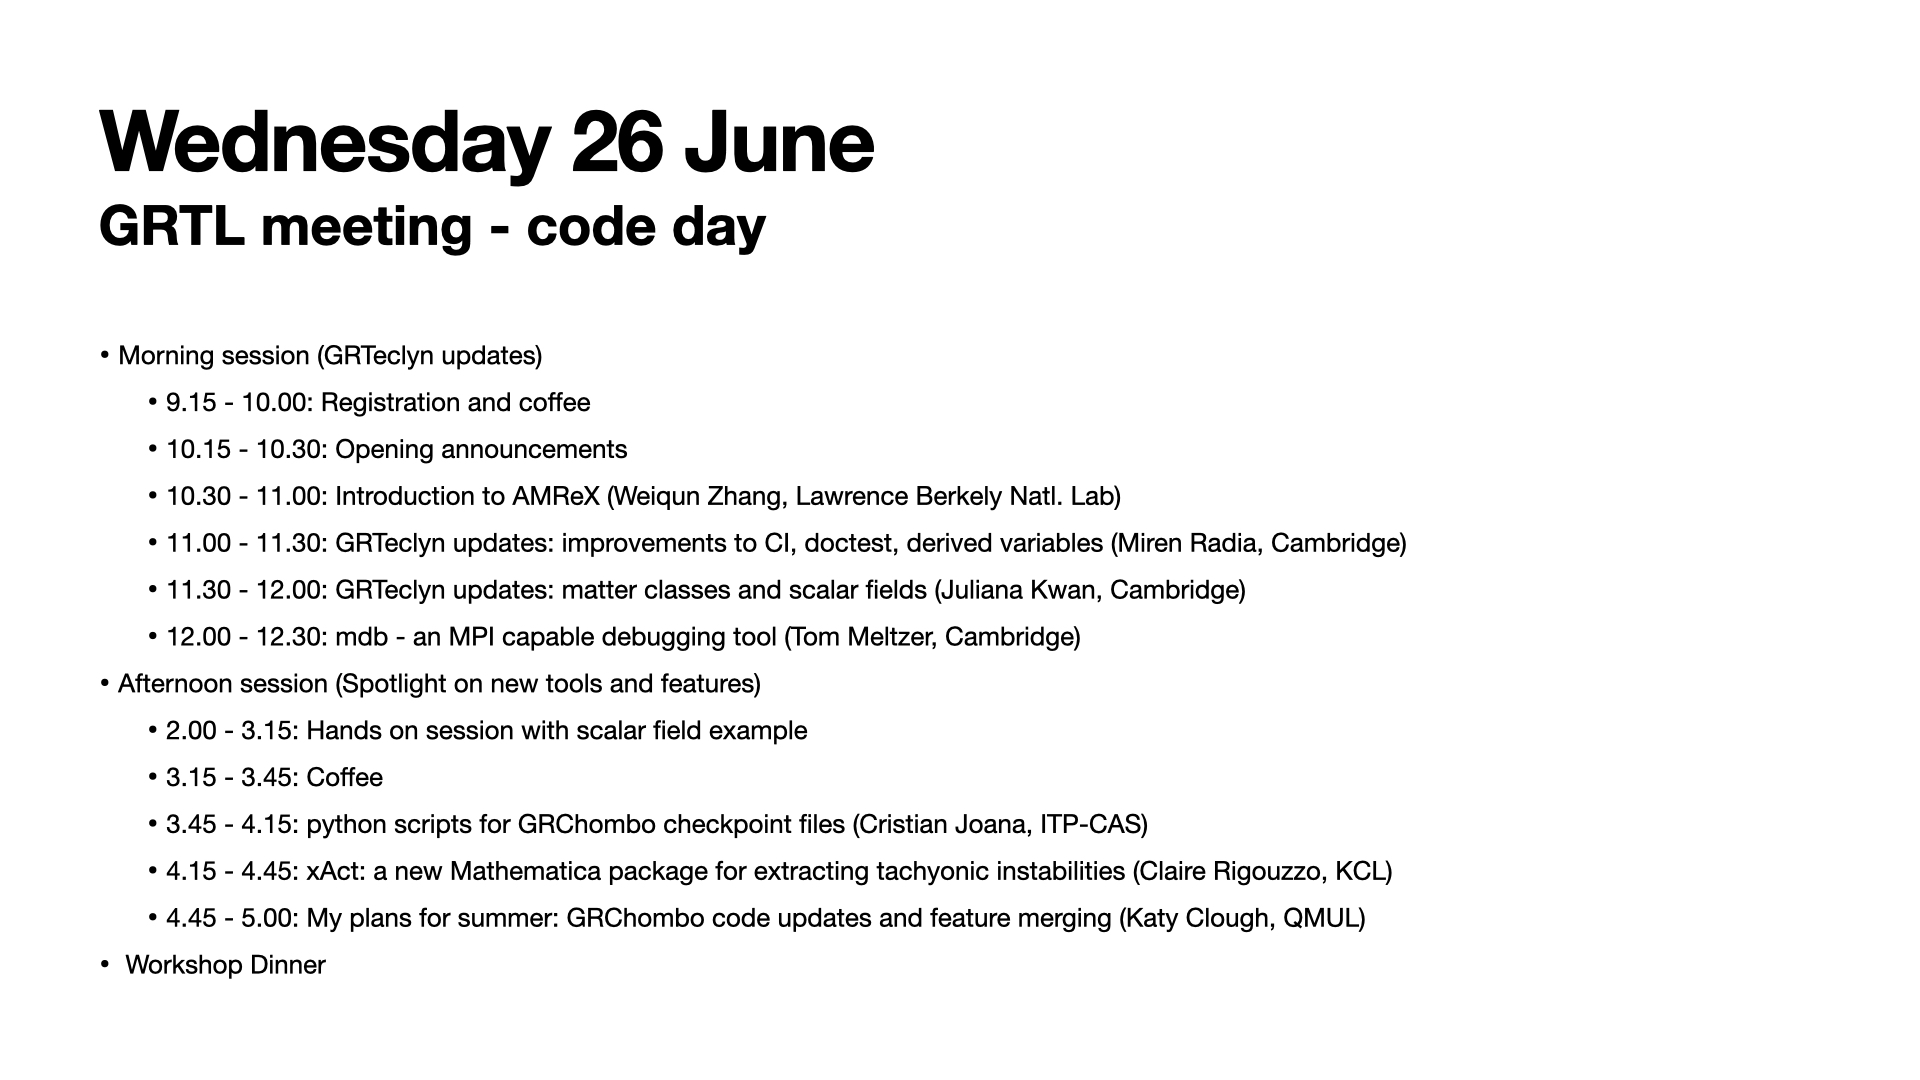 Wednesday 26 June
GRTL meeting - code day
• Morning session (GRTeclyn updates)
• 9.15 - 10.00: Registration and coffee
• 10.15 - 10.30: Opening announcements
• 10.30 - 11.00: Introduction to AMReX (Weiqun Zhang, Lawrence Berkely Natl. Lab)
• 11.00 - 11.30: GRTeclyn updates: improvements to CI, doctest, derived variables (Miren Radia, Cambridge)
• 11.30 - 12.00: GRTeclyn updates: matter classes and scalar fields (Juliana Kwan, Cambridge)
• 12.00 - 12.30: mdb - an MPI capable debugging tool (Tom Meltzer, Cambridge)
• Afternoon session (Spotlight on new tools and features)
• 2.00 - 3.15: Hands on session with scalar field example
• 3.15 - 3.45: Coffee
• 3.45 - 4.15: python scripts for GRChombo checkpoint files (Cristian Joana, ITP-CAS)
• 4.15 - 4.45: xAct: a new Mathematica package for extracting tachyonic instabilities (Claire Rigouzzo, KCL)
• 4.45 - 5.00: My plans for summer: GRChombo code updates and feature merging (Katy Clough, QMUL)
• Workshop Dinner